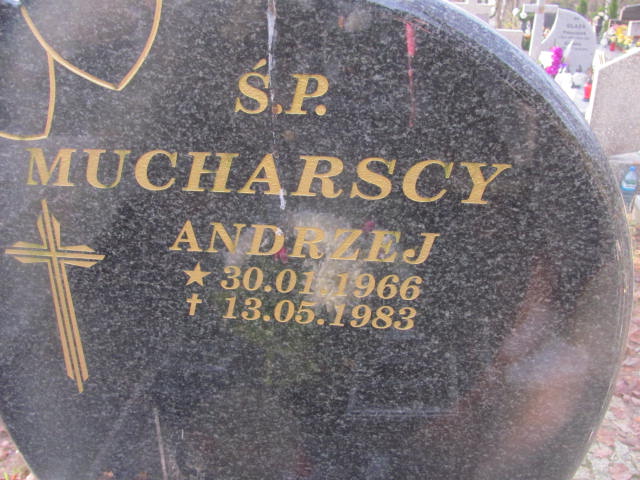 Ś.P.
MUCHARSCY
ANDRZEJ
★ 30.01.1966
✝ 13.05.1983